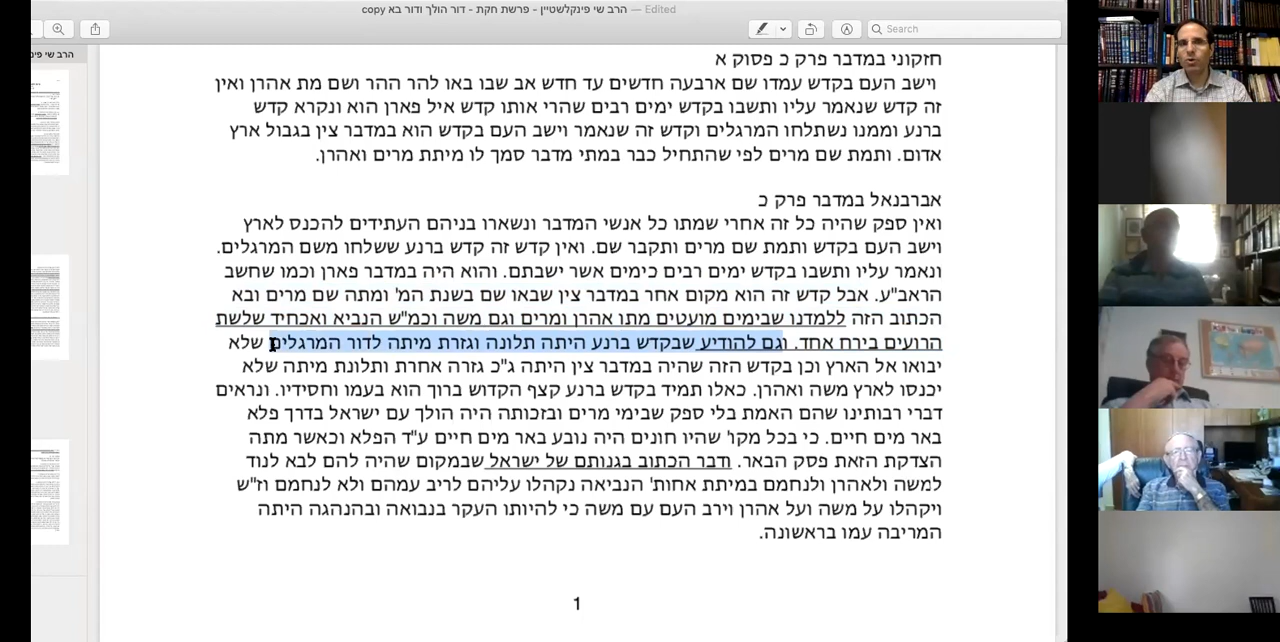 הרב שי פינקלשטיין - פרשת חקת - דור הולך ודור בא copy — Edited
Search
חזקוני במדבר פרק כ פסוק א
וישב העם בקדש עמדו שם ארבעה חדשים עד חדש אב שבו באו להר ההר ושם מת אהרן ואין
זה קדש שנאמר עליו ותשבו בקדש ימים רבים שהרי אותו קדש איל פארן הוא ונקרא קדש
ברנע וממנו נשתלחו המרגלים וקדש זה שנאמר וישב העם בקדש הוא במדבר צין בגבול ארץ
אדום. ותמת שם מרים לפי שהתחיל כבר במתי מדבר סמך לו מיתת מרים ואהרן.
אברבנאל במדבר פרק כ
ואין ספק שהיה כל זה אחרי שמתו כל אנשי המדבר ונשארו בניהם העתידים להכנס לארץ
וישב העם בקדש ותמת שם מרים ותקבר שם. ואין קדש זה קדש ברנע ששלחו משם המרגלים.
ונאמר עליו ותשבו בקדש ימים רבים כימים אשר ישבתם. והוא היה במדבר פארן וכמו שחשב
הראב"ע. אבל קדש זה הוא מקום אחר במדבר צין שבאו שם בשנת המ' ומתה שם מרים ובא
הכתוב הזה ללמדנו שבימים מועטים מתו אהרן ומרים וגם משה וכמ"ש הנביא ואכחיד שלשת
הרועים בירח אחד. וגם להודיע שבקדש ברנע היתה תלונה וגזרת מיתה לדור המרגלים שלא
יבואו אל הארץ וכן בקדש הזה שהיה במדבר צין היתה ג"כ גזרה אחרת ותלונת מיתה שלא
יכנסו לארץ משה ואהרן. כאלו תמיד בקדש ברנע קצף הקדוש ברוך הוא בעמו וחסידיו. ונראים
דברי רבותינו שהם האמת בלי ספק שבימי מרים ובזכותה היה הולך עם ישראל בדרך פלא
באר מים חיים. כי בכל מקו' שהיו חונים היה נובע באר מים חיים ע"ד הפלא וכאשר מתה
הצדקת הזאת פסק הבאר. ודבר הכתוב בגנותם של ישראל שבמקום שהיה להם לבא לנוד
למשה ולאהרן ולנחמם במיתת אחות' הנביאה נקהלו עליהם לריב עמהם ולא לנחמם וז"ש
ויקהלו על משה ועל אהרן וירב העם עם משה כי להיותו העקר בנבואה ובהנהגה היתה
המריבה עמו בראשונה.
1